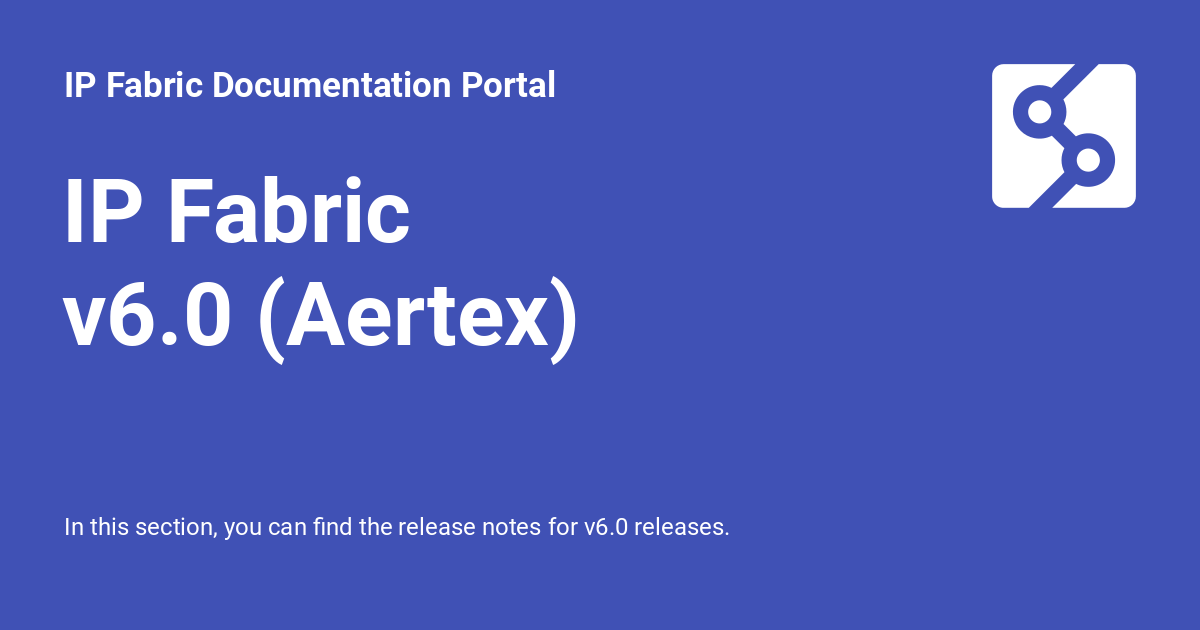 IP Fabric Documentation Portal
IP Fabric
v6.0 (Aertex)
In this section, you can find the release notes for v6.0 releases.